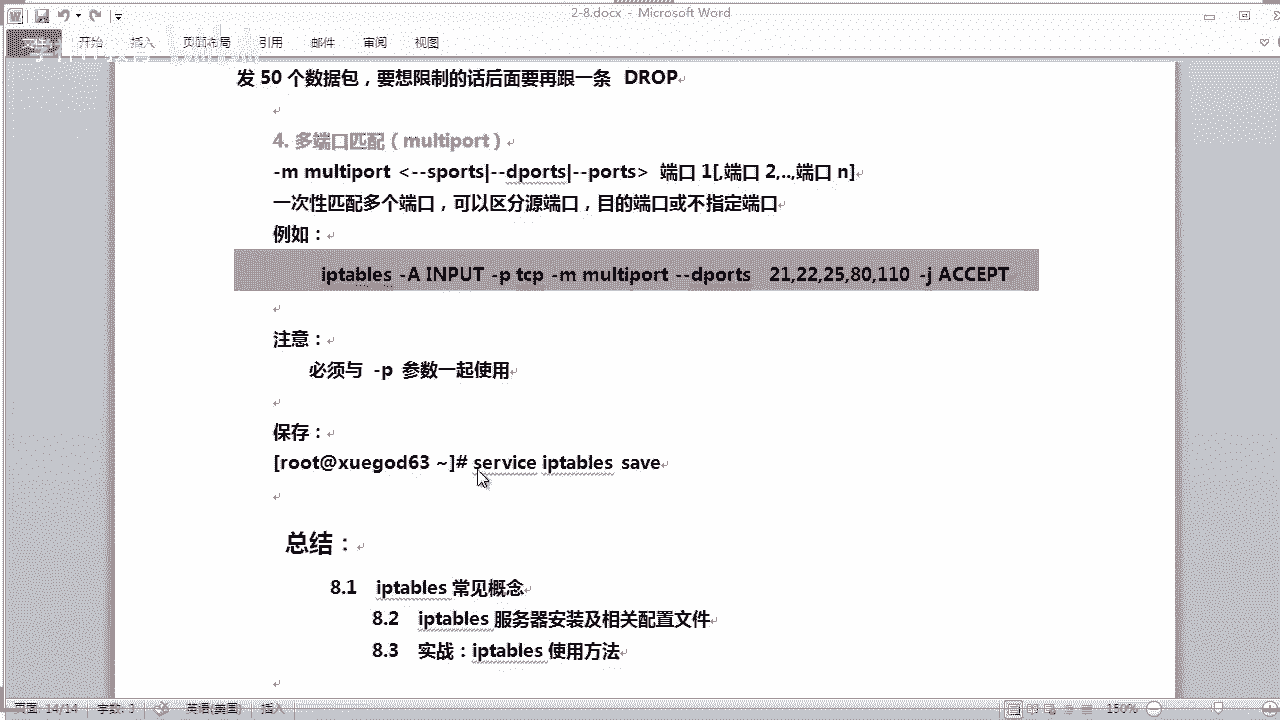 2-8.docx - Microsoft Word
开始 插入 页面布局 引用 邮件 审阅 视图
发 50 个数据包，要想限制的话后面要再跟一条 DROP
4. 多端口匹配（multiport）
-m multport <--sports|--dports|--ports> 端口 1[,端口 2,..,端口 n]
一次性匹配多个端口，可以区分源端口，目的端口或不指定端口
例如：
iptables -A INPUT -p tcp -m multiport --dports 21,22,25,80,110 -j ACCEPT
注意：
必须与 -p 参数一起使用
保存：
[root@xuegod63 ~]# service iptables save
总结：
8.1 iptables 常见概念
8.2 iptables 服务器安装及相关配置文件
8.3 实战：iptables 使用方法
页面: 14/14 字数: 3 英语(美国) 插入 150%